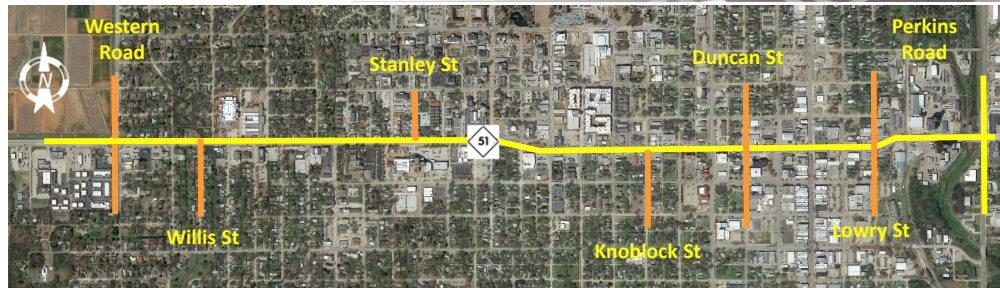 Western
Road
Stanley St
Duncan St
Perkins
Road
N
51
Willis St
Knoblock St
Lowry St